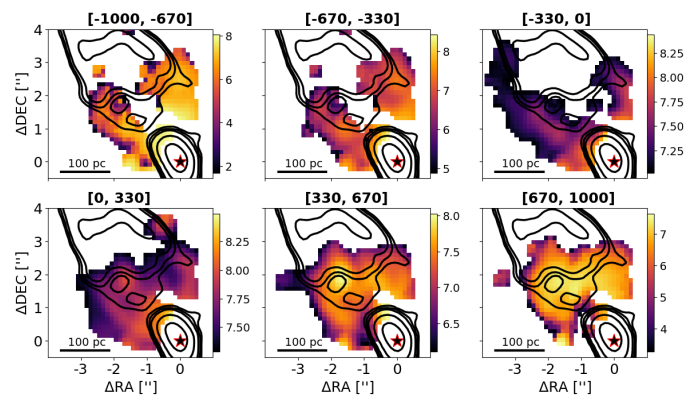 [-1000, -670] [-670, -330] [-330, 0]
4 3 2 1 0
ΔDEC ['']
100 pc 100 pc 100 pc
8 6 4 2
8 7 6 5
8.25 8.00 7.75 7.50 7.25
[0, 330] [330, 670] [670, 1000]
4 3 2 1 0
ΔDEC ['']
100 pc 100 pc 100 pc
8.25 8.00 7.75 7.50
8.0 7.5 7.0 6.5
7 6 5 4
-3 -2 -1 0 -3 -2 -1 0 -3 -2 -1 0
ΔRA [''] ΔRA [''] ΔRA ['']